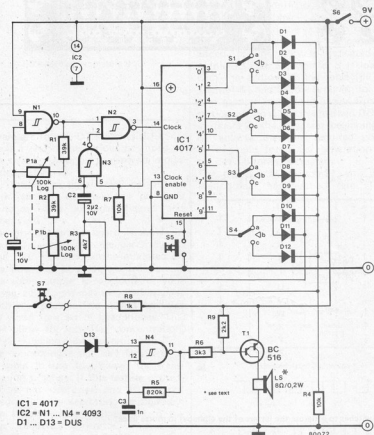 S6
9V
14
IC2
7
N1
N2
N3
9
10
8
1
3
2
4
6
5
R1
39k
P1a
100k
Log
R2
39k
P1b
100k
Log
C1
1µ
10V
C2
2µ2
10V
R3
4k7
R7
10k
16
14
13
8
15
Clock
IC1
4017
Clock
enable
GND
Reset
S5
'0' 3
'1' 2
'2' 4
'3' 7
'4' 10
'5' 1
'6' 5
'7' 6
'8' 9
'9' 11
S1
a
b
c
S2
a
b
c
S3
a
b
c
S4
a
b
c
D1
D2
D3
D4
D5
D6
D7
D8
D9
D10
D11
D12
0
S7
R8
1k
D13
N4
13
11
12
R5
820k
C3
1n
R6
3k3
R9
2k2
T1
BC
516
LS *
8Ω/0,2W
* see text
R4
10k
0
IC1 = 4017
IC2 = N1 ... N4 = 4093
D1 ... D13 = DUS
80072